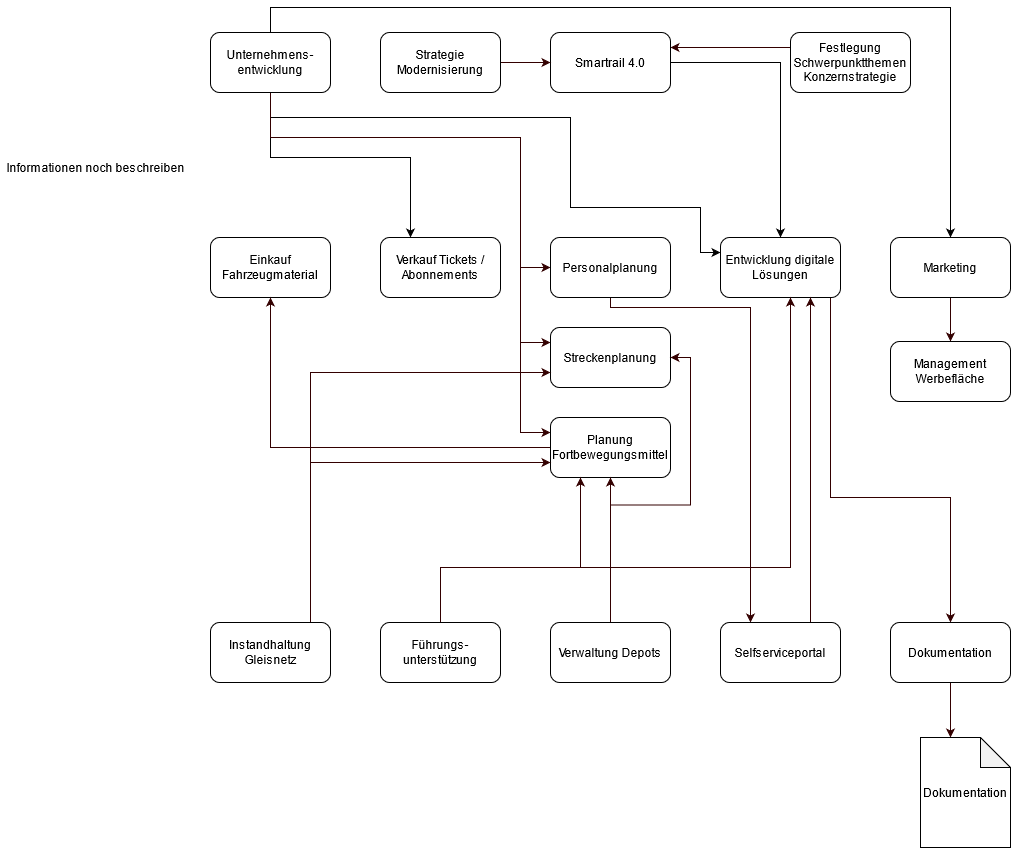 Unternehmens-
entwicklung
Strategie
Modernisierung
Smartrail 4.0
Festlegung
Schwerpunktthemen
Konzernstrategie
Informationen noch beschreiben
Einkauf
Fahrzeugmaterial
Verkauf Tickets /
Abonnements
Personalplanung
Entwicklung digitale
Lösungen
Marketing
Streckenplanung
Management
Werbefläche
Planung
Fortbewegungsmittel
Instandhaltung
Gleisnetz
Führungs-
unterstützung
Verwaltung Depots
Selfserviceportal
Dokumentation
Dokumentation